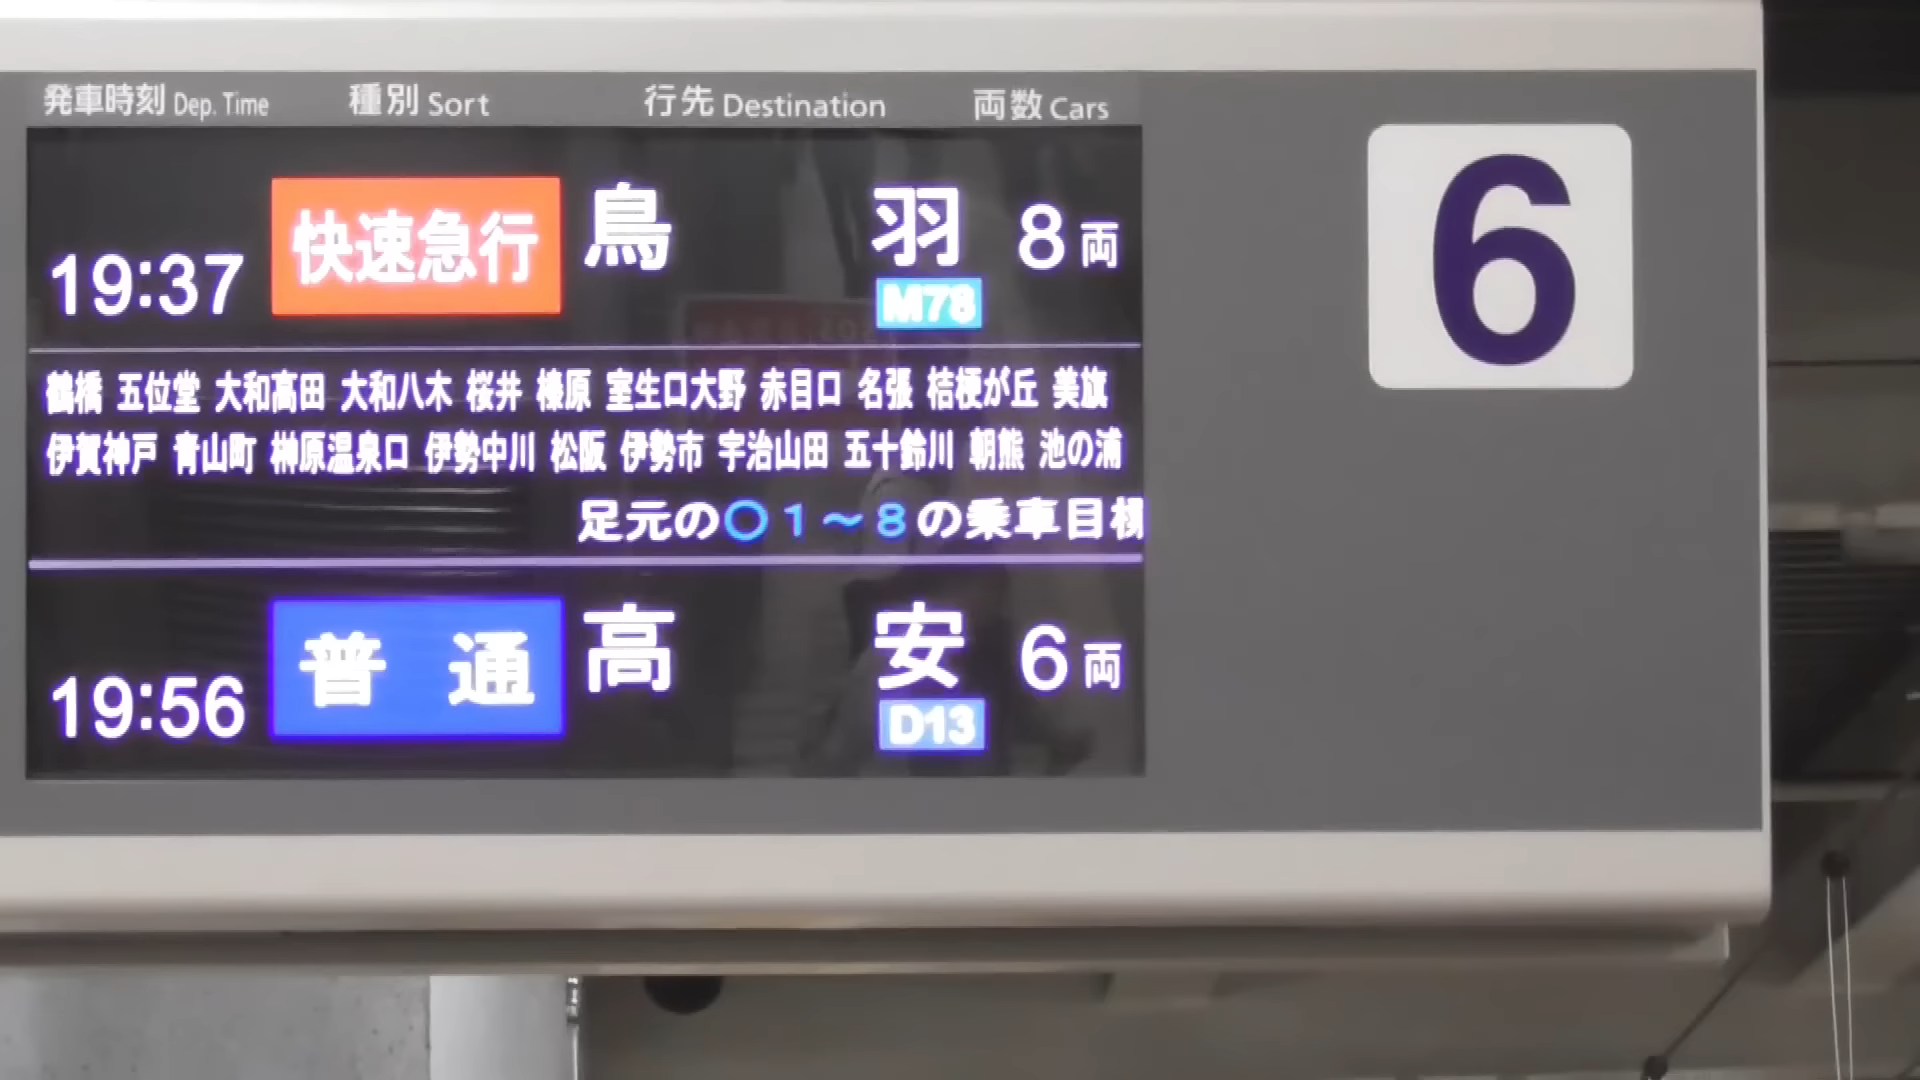 発車時刻 Dep. Time 種別 Sort 行先 Destination 両数 Cars
6
19:37 快速急行 鳥 羽 8両
M78
鶴橋 五位堂 大和高田 大和八木 桜井 榛原 室生口大野 赤目口 名張 桔梗が丘 美旗
伊賀神戸 青山町 榊原温泉口 伊勢中川 松阪 伊勢市 宇治山田 五十鈴川 朝熊 池の浦
足元の〇1～8の乗車目標
19:56 普 通 高 安 6両
D13